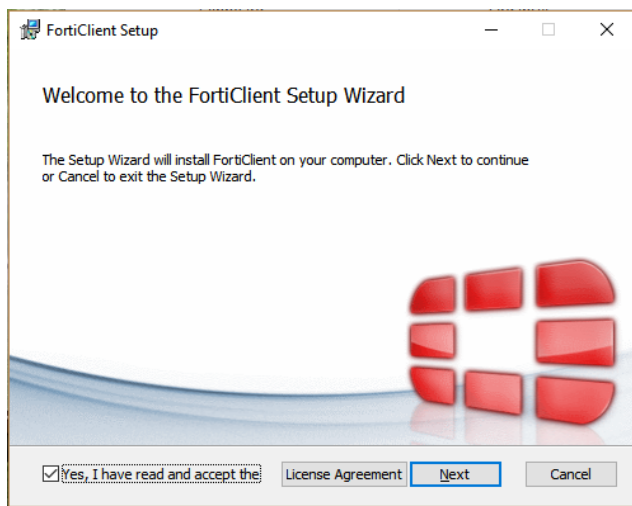 FortiClient Setup
Welcome to the FortiClient Setup Wizard
The Setup Wizard will install FortiClient on your computer. Click Next to continue
or Cancel to exit the Setup Wizard.
Yes, I have read and accept the License Agreement Next Cancel